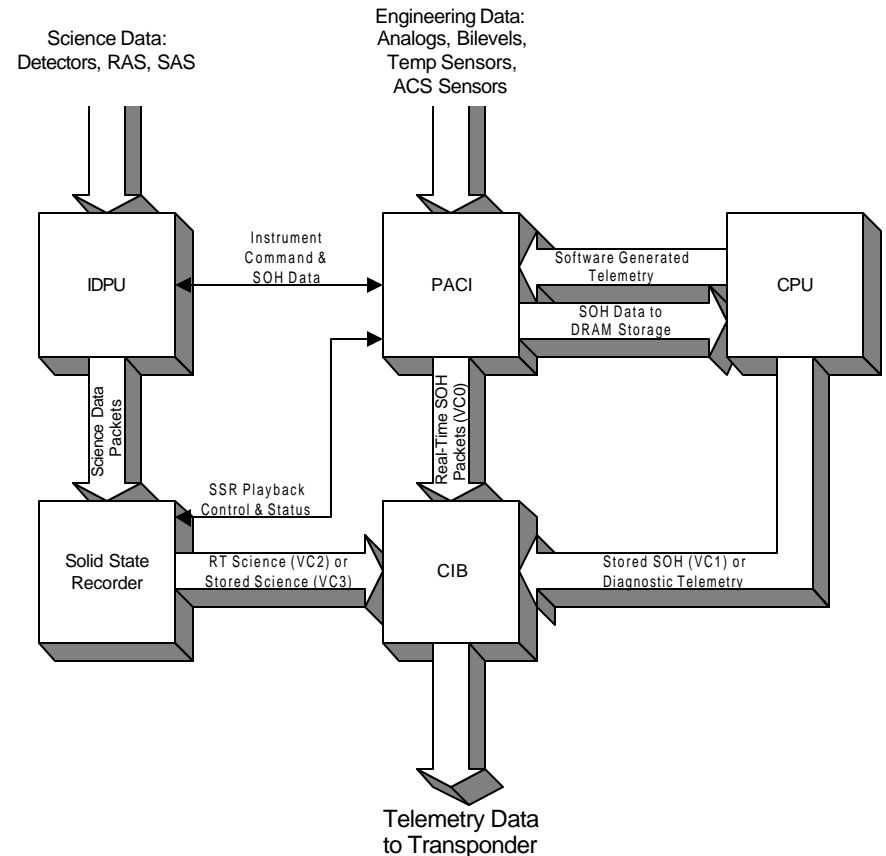 Science Data:
Detectors, RAS, SAS
Engineering Data:
Analogs, Bilevels,
Temp Sensors,
ACS Sensors
IDPU
Instrument
Command &
SOH Data
PACI
Software Generated
Telemetry
SOH Data to
DRAM Storage
CPU
Science Data
Packets
Real-Time SOH
Packets (VC0)
SSR Playback
Control & Status
Solid State
Recorder
RT Science (VC2) or
Stored Science (VC3)
CIB
Stored SOH (VC1) or
Diagnostic Telemetry
Telemetry Data
to Transponder